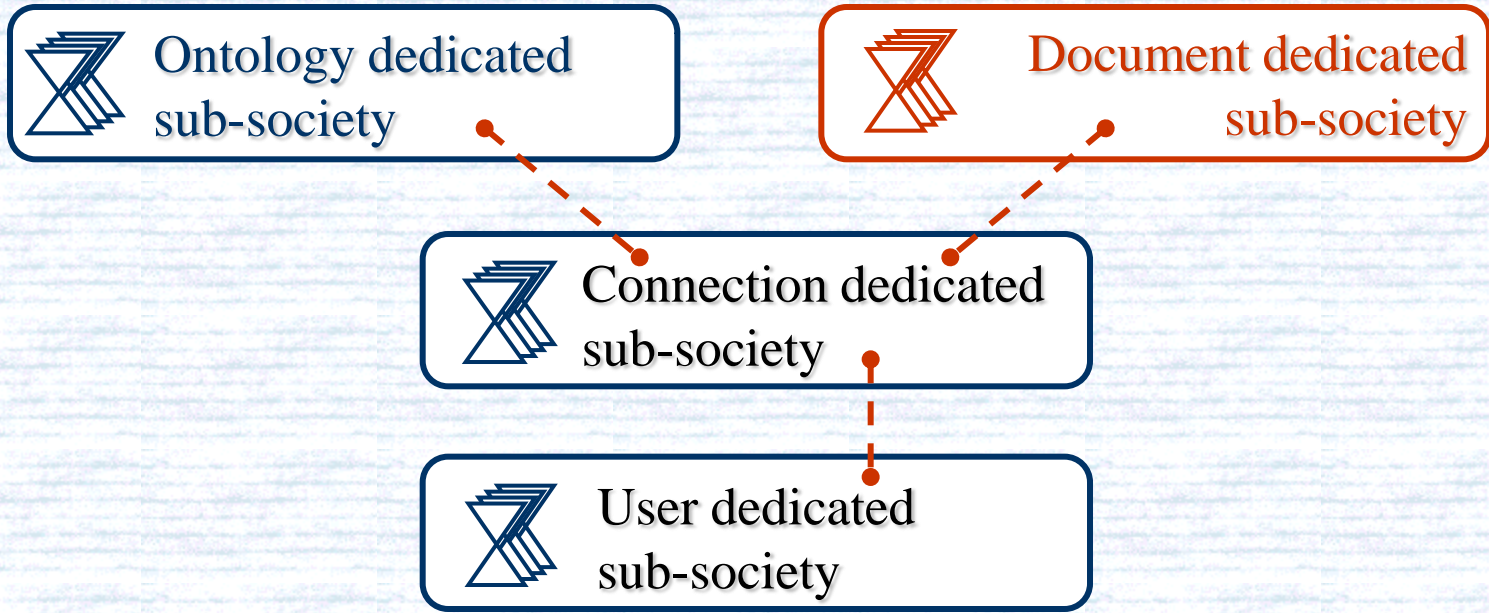 Ontology dedicated
sub-society
Document dedicated
sub-society
Connection dedicated
sub-society
User dedicated
sub-society